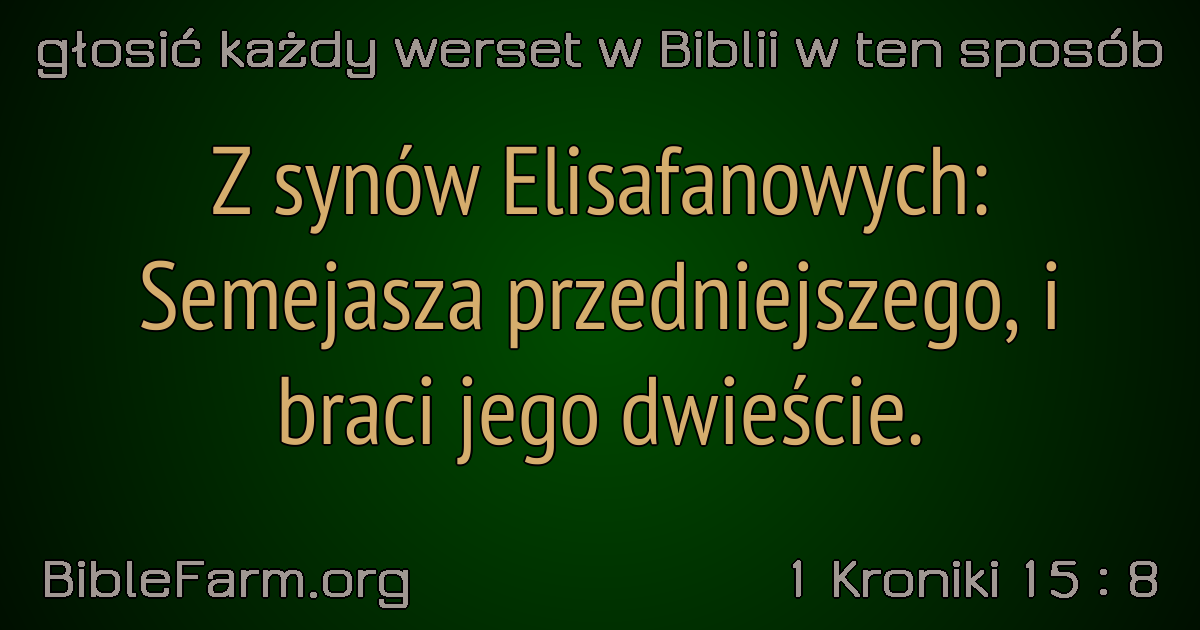 głosić każdy werset w Biblii w ten sposób
Z synów Elisafanowych:
Semejasza przedniejszego, i
braci jego dwieście.
BibleFarm.org
1 Kroniki 15 : 8